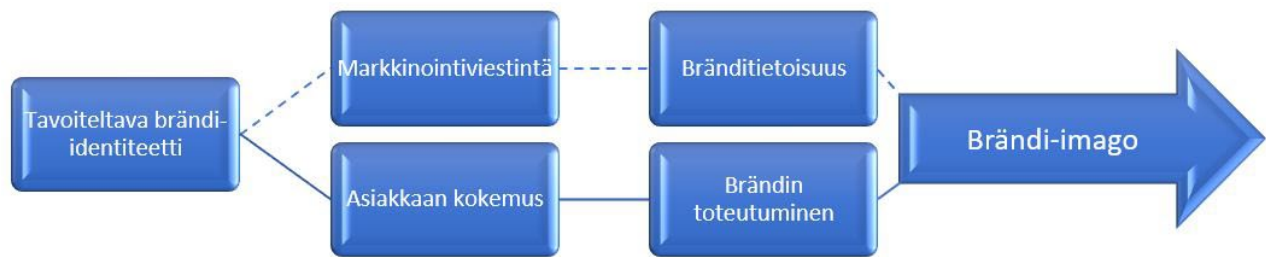 Markkinointiviestintä
Bränditietoisuus
Tavoiteltava brändi-
identiteetti
Brändi-imago
Asiakkaan kokemus
Brändin
toteutuminen